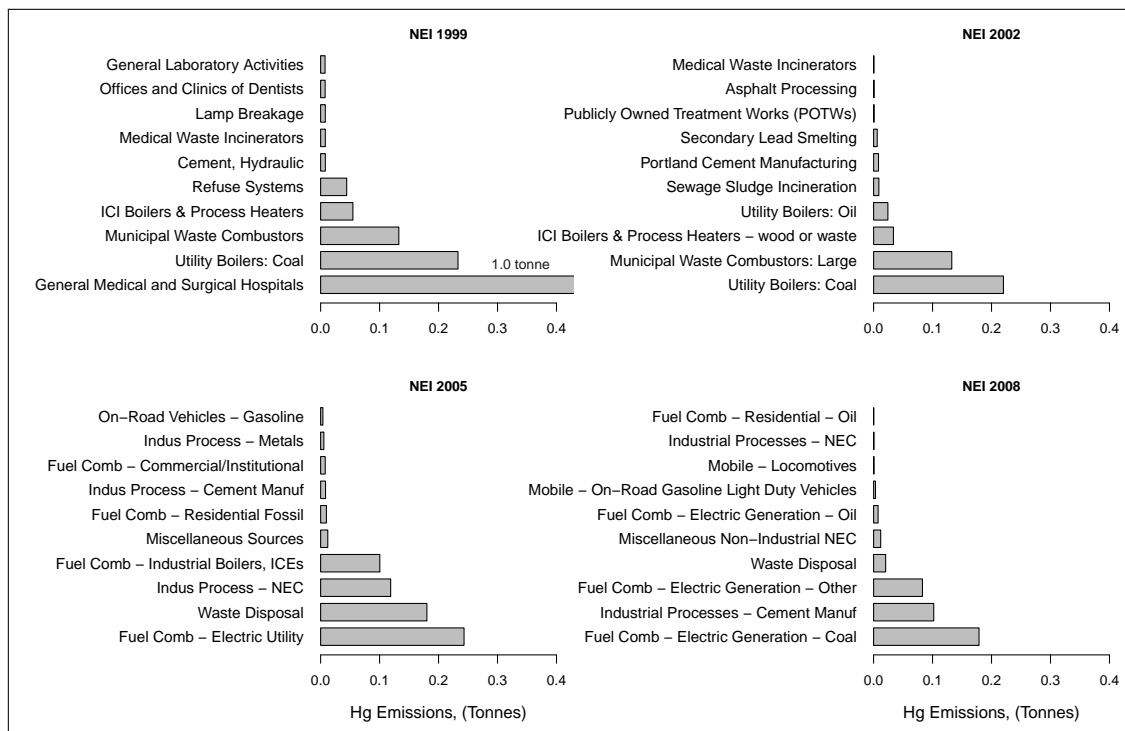 NEI 1999
General Laboratory Activities
Offices and Clinics of Dentists
Lamp Breakage
Medical Waste Incinerators
Cement, Hydraulic
Refuse Systems
ICI Boilers & Process Heaters
Municipal Waste Combustors
Utility Boilers: Coal
1.0 tonne
General Medical and Surgical Hospitals
0.0 0.1 0.2 0.3 0.4
NEI 2002
Medical Waste Incinerators
Asphalt Processing
Publicly Owned Treatment Works (POTWs)
Secondary Lead Smelting
Portland Cement Manufacturing
Sewage Sludge Incineration
Utility Boilers: Oil
ICI Boilers & Process Heaters − wood or waste
Municipal Waste Combustors: Large
Utility Boilers: Coal
0.0 0.1 0.2 0.3 0.4
NEI 2005
On−Road Vehicles − Gasoline
Indus Process − Metals
Fuel Comb − Commercial/Institutional
Indus Process − Cement Manuf
Fuel Comb − Residential Fossil
Miscellaneous Sources
Fuel Comb − Industrial Boilers, ICEs
Indus Process − NEC
Waste Disposal
Fuel Comb − Electric Utility
0.0 0.1 0.2 0.3 0.4
Hg Emissions, (Tonnes)
NEI 2008
Fuel Comb − Residential − Oil
Industrial Processes − NEC
Mobile − Locomotives
Mobile − On−Road Gasoline Light Duty Vehicles
Fuel Comb − Electric Generation − Oil
Miscellaneous Non−Industrial NEC
Waste Disposal
Fuel Comb − Electric Generation − Other
Industrial Processes − Cement Manuf
Fuel Comb − Electric Generation − Coal
0.0 0.1 0.2 0.3 0.4
Hg Emissions, (Tonnes)